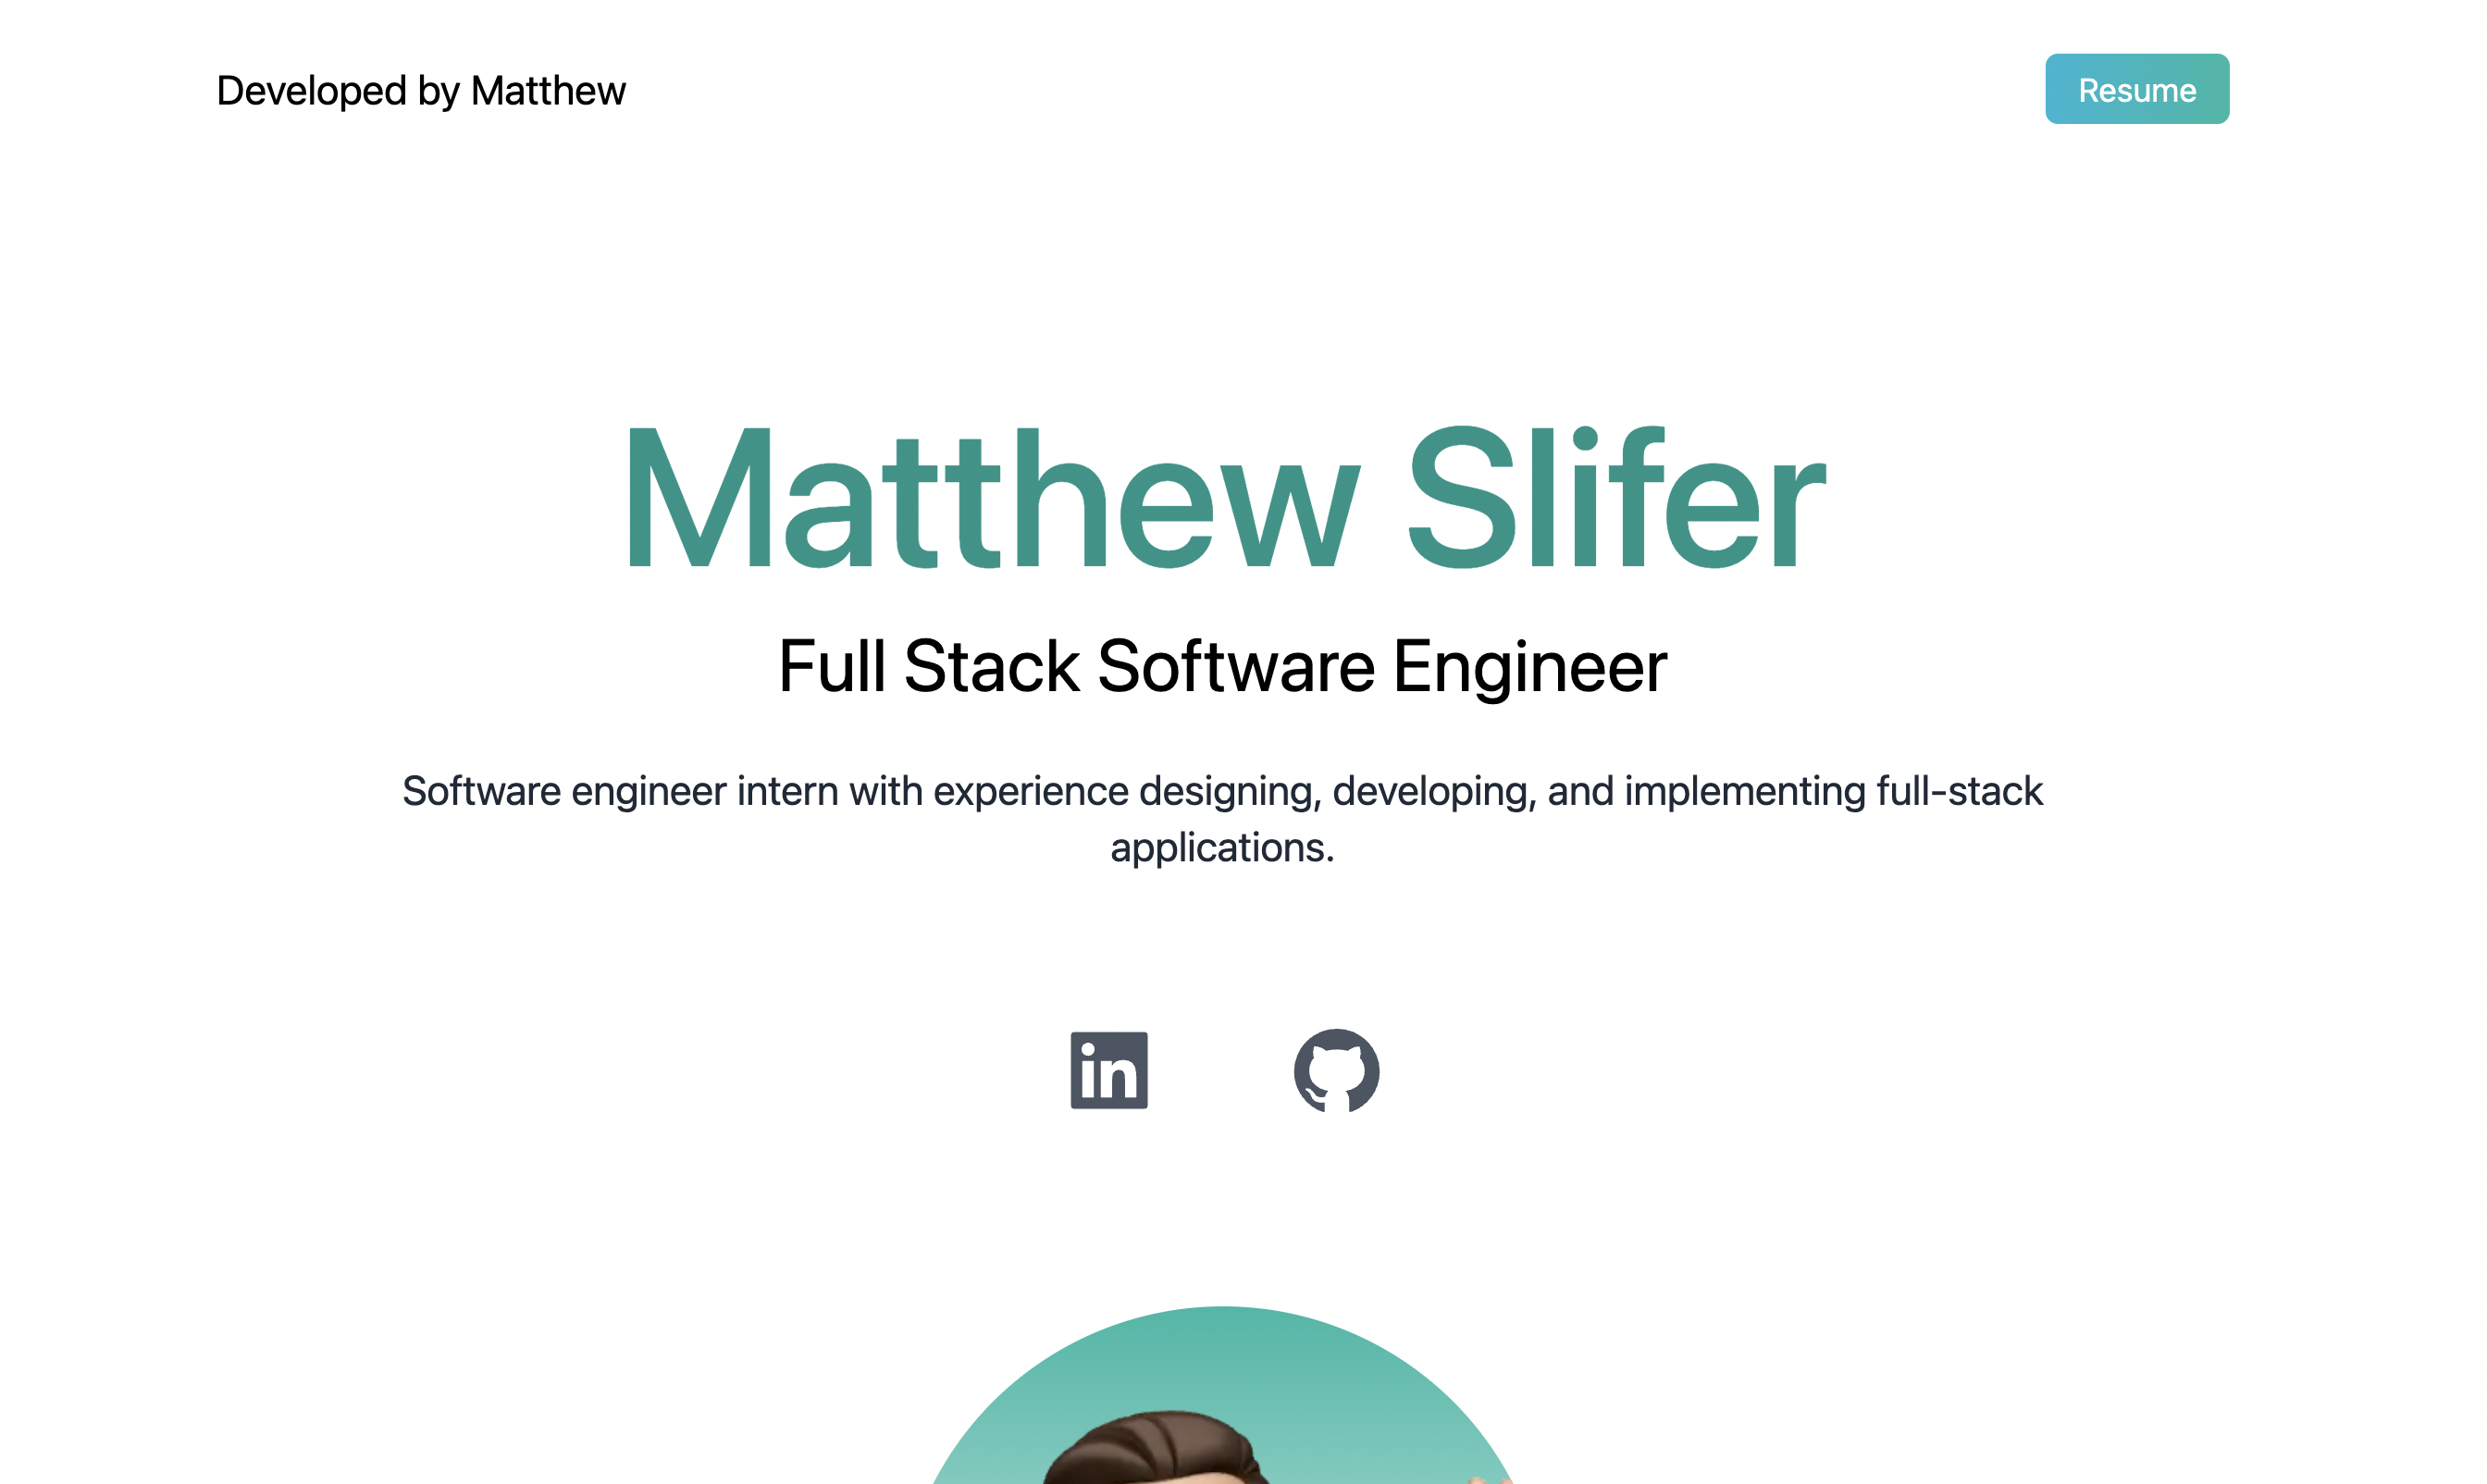 Developed by Matthew
Resume
Matthew Slifer
Full Stack Software Engineer
Software engineer intern with experience designing, developing, and implementing full-stack
applications.
in